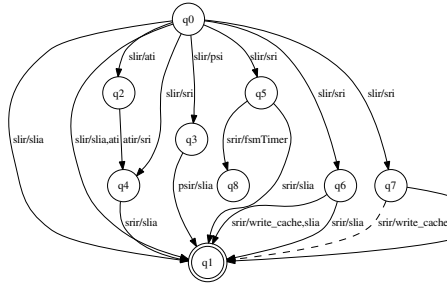 q0
slir/ati
slir/psi
slir/sri
q2
q5
slir/slia
slir/slia,ati
atir/sri
slir/sri
slir/sri
slir/sri
q3
srir/fsmTimer
q4
q8
q6
q7
psir/slia
srir/slia
srir/slia
srir/write_cache,slia
srir/slia
srir/write_cache
q1